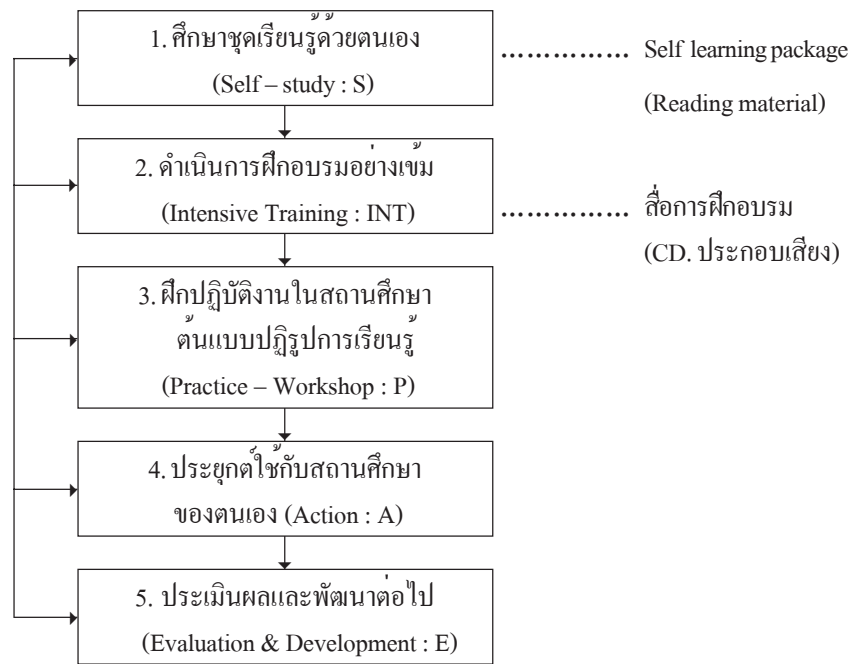 1. ศึกษาชุดเรียนรู้ด้วยตนเอง
(Self – study : S)
…………… Self learning package
(Reading material)
2. ดำเนินการฝึกอบรมอย่างเข้ม
(Intensive Training : INT)
…………… สื่อการฝึกอบรม
(CD. ประกอบเสียง)
3. ฝึกปฏิบัติงานในสถานศึกษา
ต้นแบบปฏิรูปการเรียนรู้
(Practice – Workshop : P)
4. ประยุกต์ใช้กับสถานศึกษา
ของตนเอง (Action : A)
5. ประเมินผลและพัฒนาต่อไป
(Evaluation & Development : E)